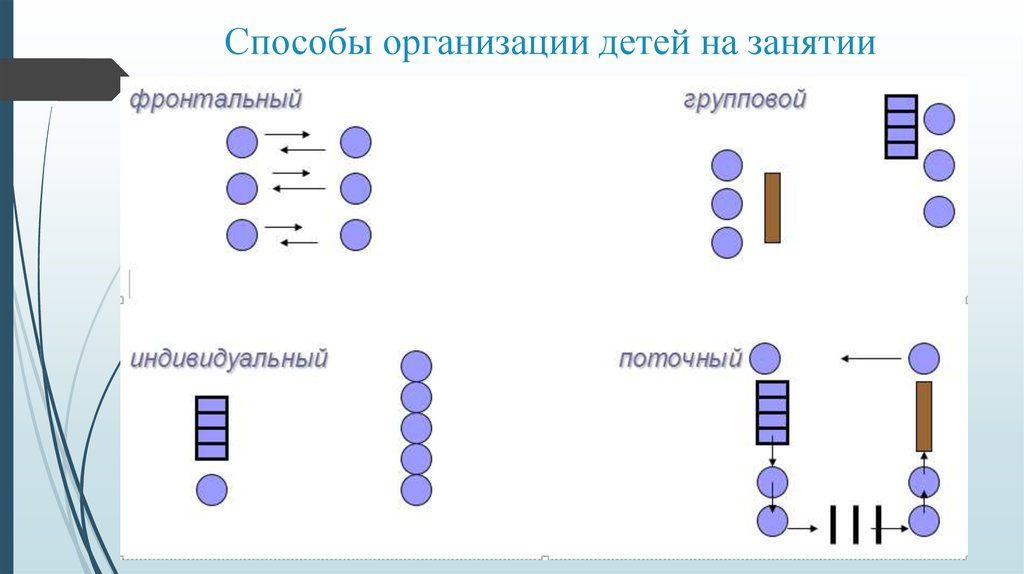 Способы организации детей на занятии
фронтальный
групповой
индивидуальный
поточный